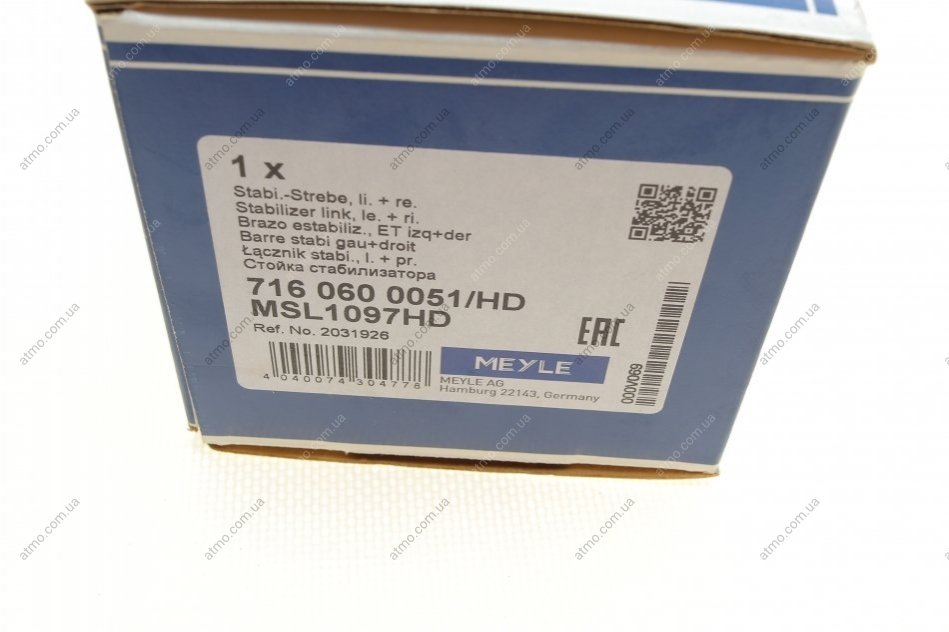 1 x
Stabi.-Strebe, li. + re.
Stabilizer link, le. + ri.
Brazo estabiliz., ET izq+der
Barre stabi gau+droit
Łącznik stabi., l. + pr.
Стойка стабилизатора
716 060 0051/HD
MSL1097HD
Ref. No. 2031926
EAC
4 040074 304778
MEYLE
MEYLE AG
Hamburg 22143, Germany
000/069
atmo.com.ua